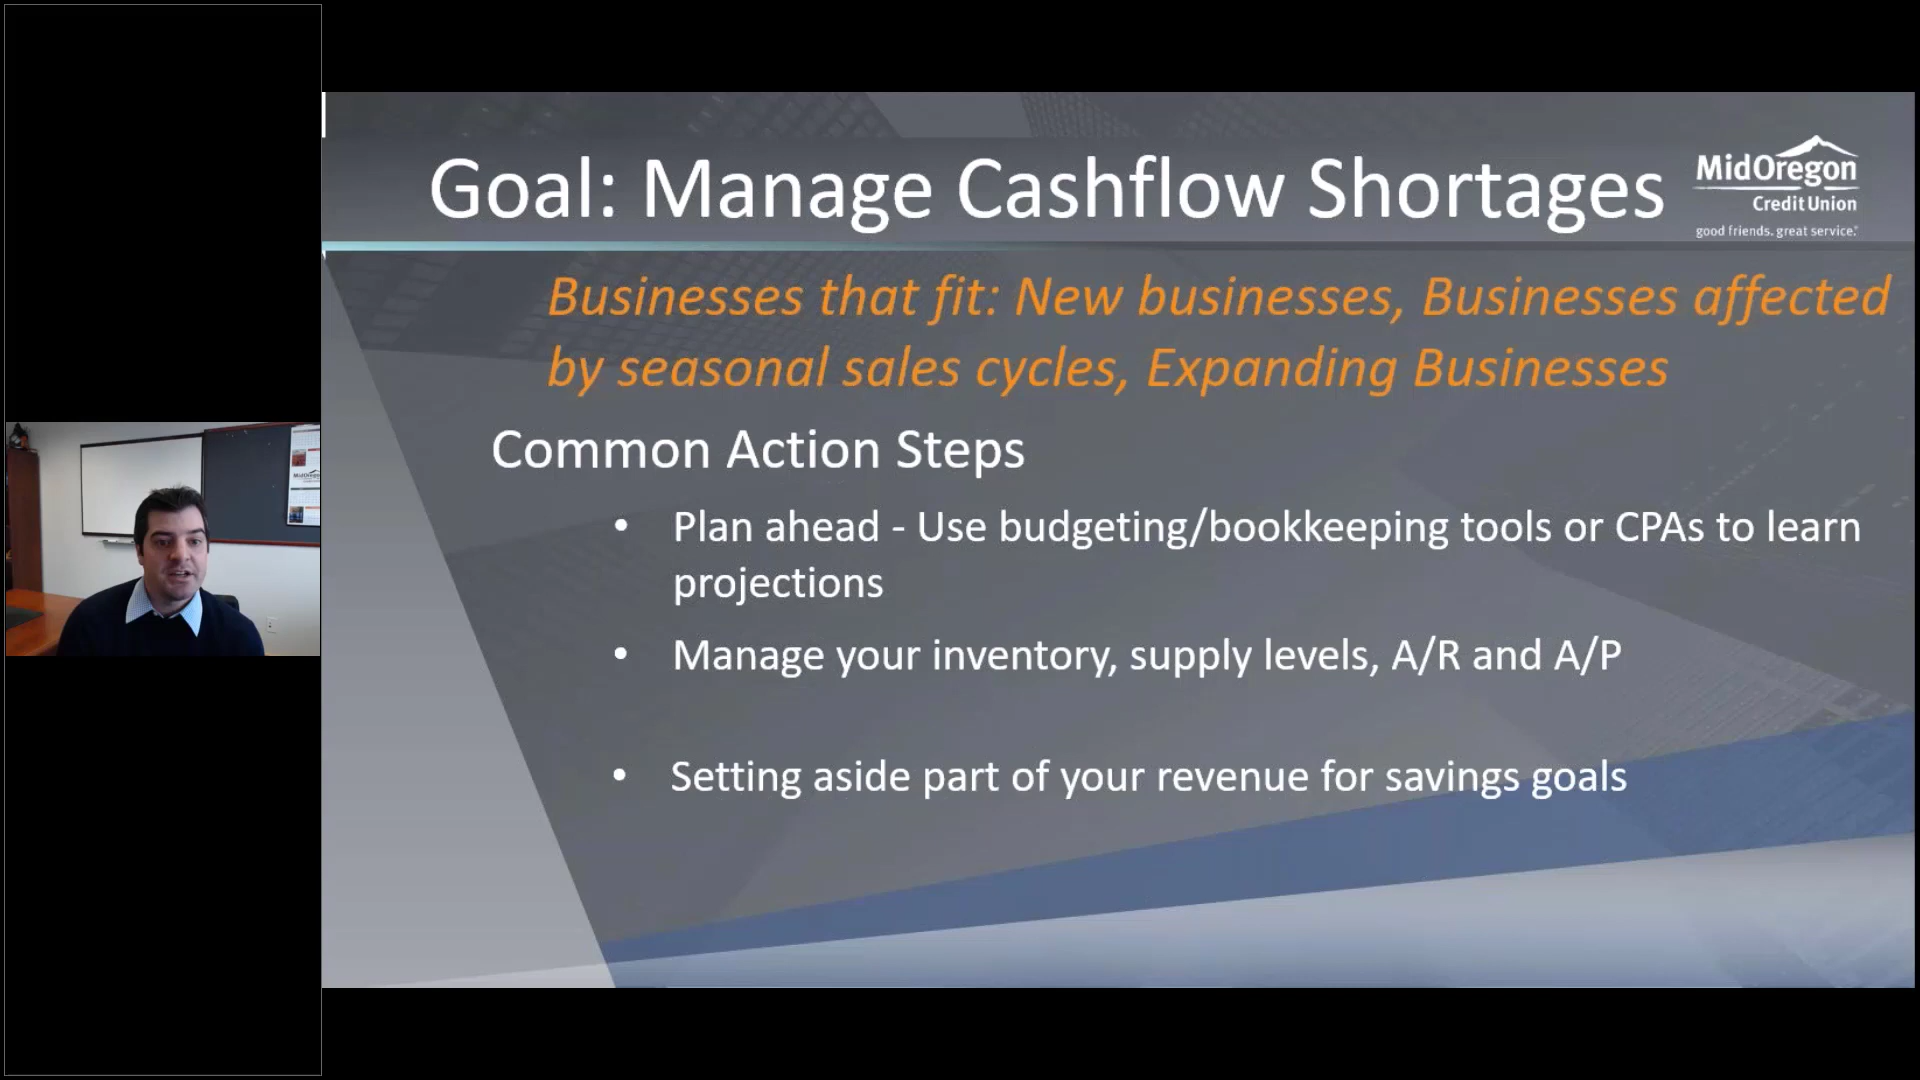 Goal: Manage Cashflow Shortages
MidOregon
Credit Union
good friends. great service.
Businesses that fit: New businesses, Businesses affected
by seasonal sales cycles, Expanding Businesses
Common Action Steps
• Plan ahead - Use budgeting/bookkeeping tools or CPAs to learn
projections
• Manage your inventory, supply levels, A/R and A/P
• Setting aside part of your revenue for savings goals